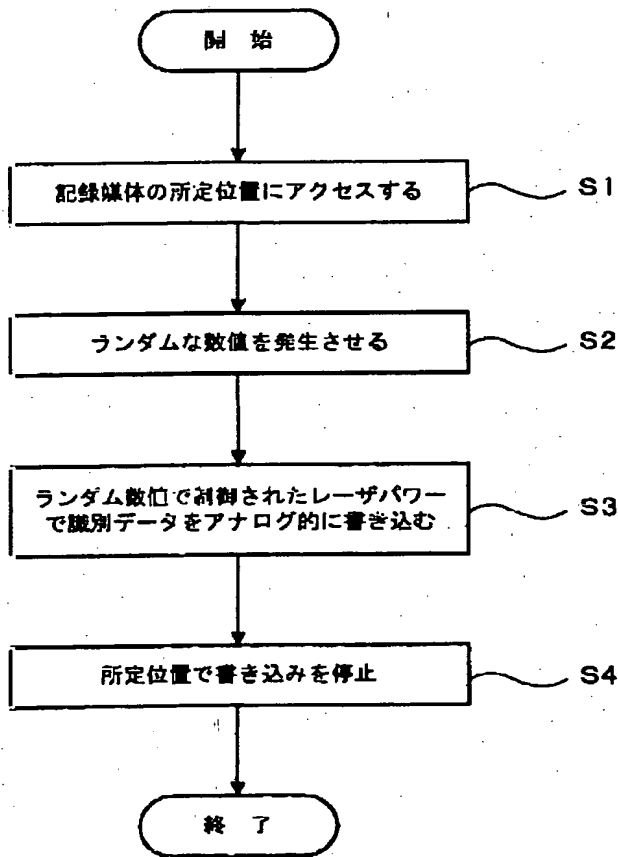 開 始
記録媒体の所定位置にアクセスする
S1
ランダムな数値を発生させる
S2
ランダム数値で制御されたレーザパワー
で識別データをアナログ的に書き込む
S3
所定位置で書き込みを停止
S4
終 了